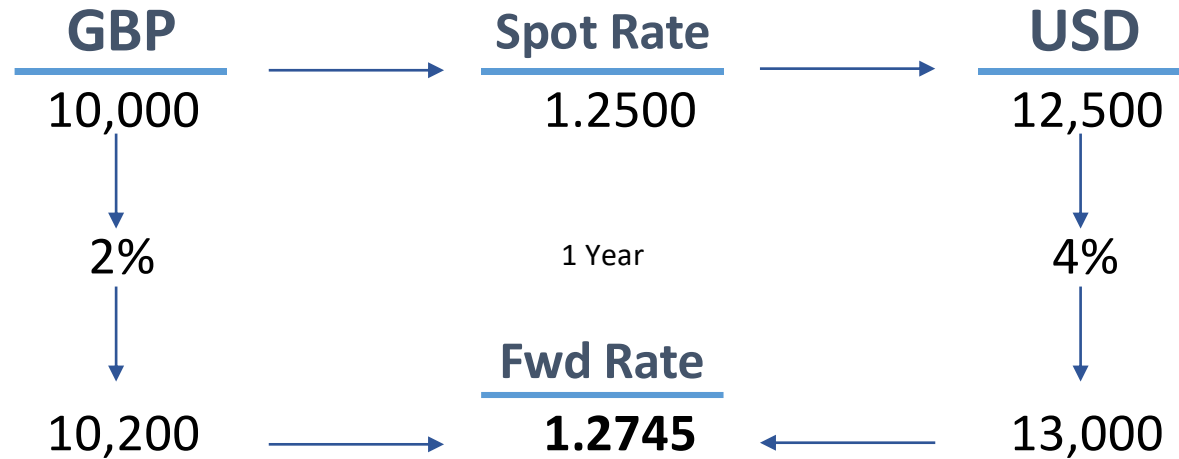 GBP Spot Rate USD
10,000 1.2500 12,500
2% 1 Year 4%
Fwd Rate
10,200 1.2745 13,000